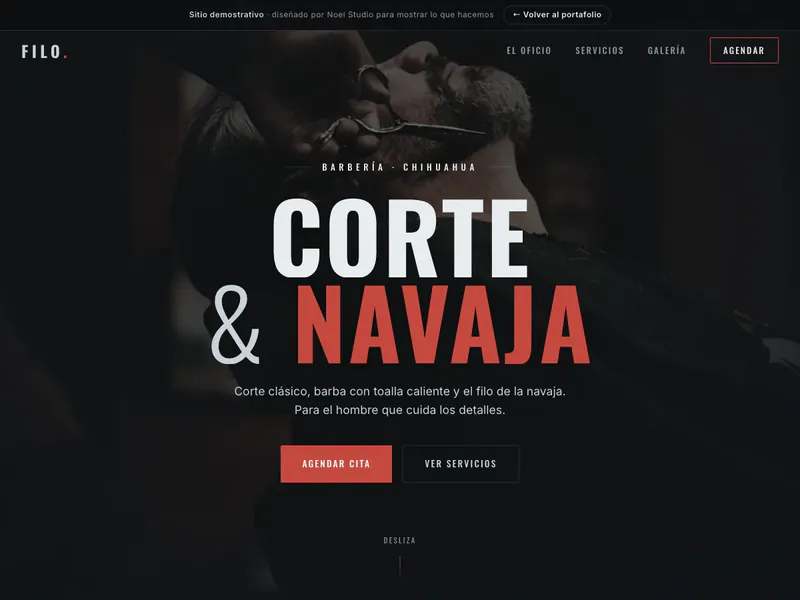 Sitio demostrativo · diseñado por Noel Studio para mostrar lo que hacemos
← Volver al portafolio
FILO.
EL OFICIO
SERVICIOS
GALERÍA
AGENDAR
BARBERÍA · CHIHUAHUA
CORTE
& NAVAJA
Corte clásico, barba con toalla caliente y el filo de la navaja.
Para el hombre que cuida los detalles.
AGENDAR CITA
VER SERVICIOS
DESLIZA